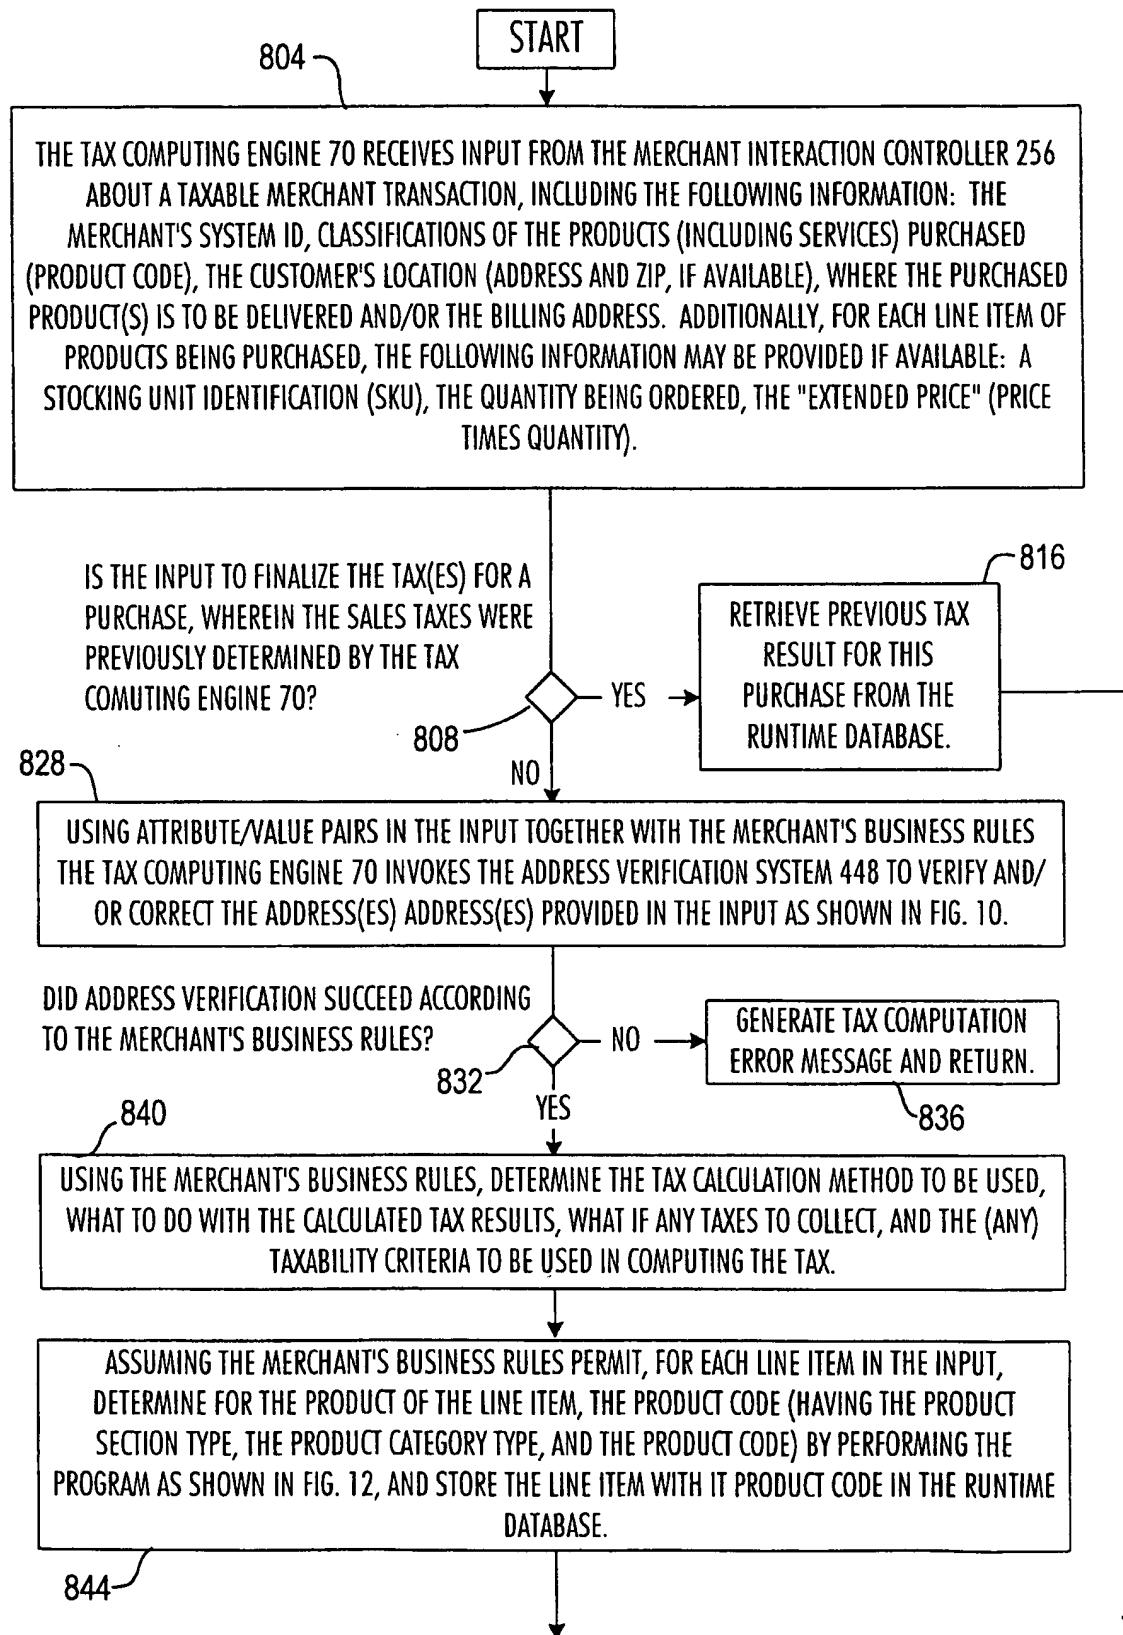 START
804
THE TAX COMPUTING ENGINE 70 RECEIVES INPUT FROM THE MERCHANT INTERACTION CONTROLLER 256
ABOUT A TAXABLE MERCHANT TRANSACTION, INCLUDING THE FOLLOWING INFORMATION: THE
MERCHANT'S SYSTEM ID, CLASSIFICATIONS OF THE PRODUCTS (INCLUDING SERVICES) PURCHASED
(PRODUCT CODE), THE CUSTOMER'S LOCATION (ADDRESS AND ZIP, IF AVAILABLE), WHERE THE PURCHASED
PRODUCT(S) IS TO BE DELIVERED AND/OR THE BILLING ADDRESS. ADDITIONALLY, FOR EACH LINE ITEM OF
PRODUCTS BEING PURCHASED, THE FOLLOWING INFORMATION MAY BE PROVIDED IF AVAILABLE: A
STOCKING UNIT IDENTIFICATION (SKU), THE QUANTITY BEING ORDERED, THE "EXTENDED PRICE" (PRICE
TIMES QUANTITY).
IS THE INPUT TO FINALIZE THE TAX(ES) FOR A
PURCHASE, WHEREIN THE SALES TAXES WERE
PREVIOUSLY DETERMINED BY THE TAX
COMUTING ENGINE 70?
808
YES
816
RETRIEVE PREVIOUS TAX
RESULT FOR THIS
PURCHASE FROM THE
RUNTIME DATABASE.
NO
828
USING ATTRIBUTE/VALUE PAIRS IN THE INPUT TOGETHER WITH THE MERCHANT'S BUSINESS RULES
THE TAX COMPUTING ENGINE 70 INVOKES THE ADDRESS VERIFICATION SYSTEM 448 TO VERIFY AND/
OR CORRECT THE ADDRESS(ES) ADDRESS(ES) PROVIDED IN THE INPUT AS SHOWN IN FIG. 10.
DID ADDRESS VERIFICATION SUCCEED ACCORDING
TO THE MERCHANT'S BUSINESS RULES?
832
NO
GENERATE TAX COMPUTATION
ERROR MESSAGE AND RETURN.
836
YES
840
USING THE MERCHANT'S BUSINESS RULES, DETERMINE THE TAX CALCULATION METHOD TO BE USED,
WHAT TO DO WITH THE CALCULATED TAX RESULTS, WHAT IF ANY TAXES TO COLLECT, AND THE (ANY)
TAXABILITY CRITERIA TO BE USED IN COMPUTING THE TAX.
ASSUMING THE MERCHANT'S BUSINESS RULES PERMIT, FOR EACH LINE ITEM IN THE INPUT,
DETERMINE FOR THE PRODUCT OF THE LINE ITEM, THE PRODUCT CODE (HAVING THE PRODUCT
SECTION TYPE, THE PRODUCT CATEGORY TYPE, AND THE PRODUCT CODE) BY PERFORMING THE
PROGRAM AS SHOWN IN FIG. 12, AND STORE THE LINE ITEM WITH IT PRODUCT CODE IN THE RUNTIME
DATABASE.
844